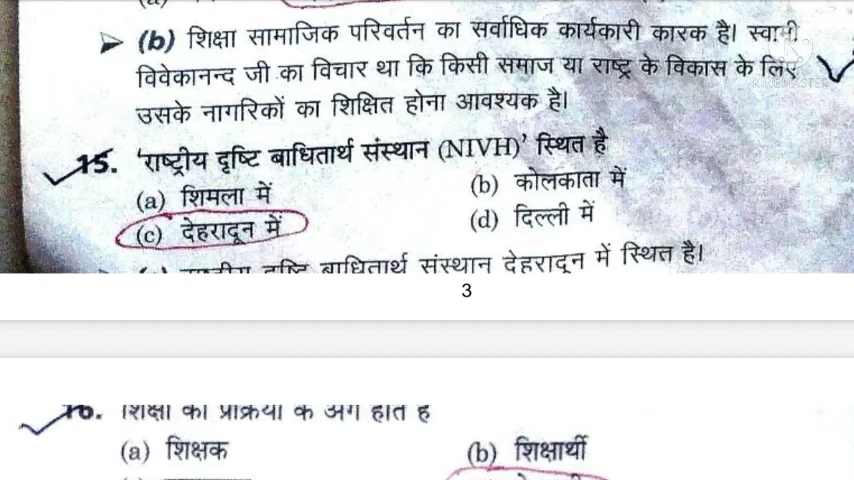 (b) शिक्षा सामाजिक परिवर्तन का सर्वाधिक कार्यकारी कारक है। स्वामी
विवेकानन्द जी का विचार था कि किसी समाज या राष्ट्र के विकास के लिए
उसके नागरिकों का शिक्षित होना आवश्यक है।
15. 'राष्ट्रीय दृष्टि बाधितार्थ संस्थान (NIVH)' स्थित है
(a) शिमला में (b) कोलकाता में
(c) देहरादून में (d) दिल्ली में
राष्ट्रीय दृष्टि बाधितार्थ संस्थान देहरादून में स्थित है।
3
16. शिक्षा की प्रक्रिया के अंग होते हैं
(a) शिक्षक (b) शिक्षार्थी